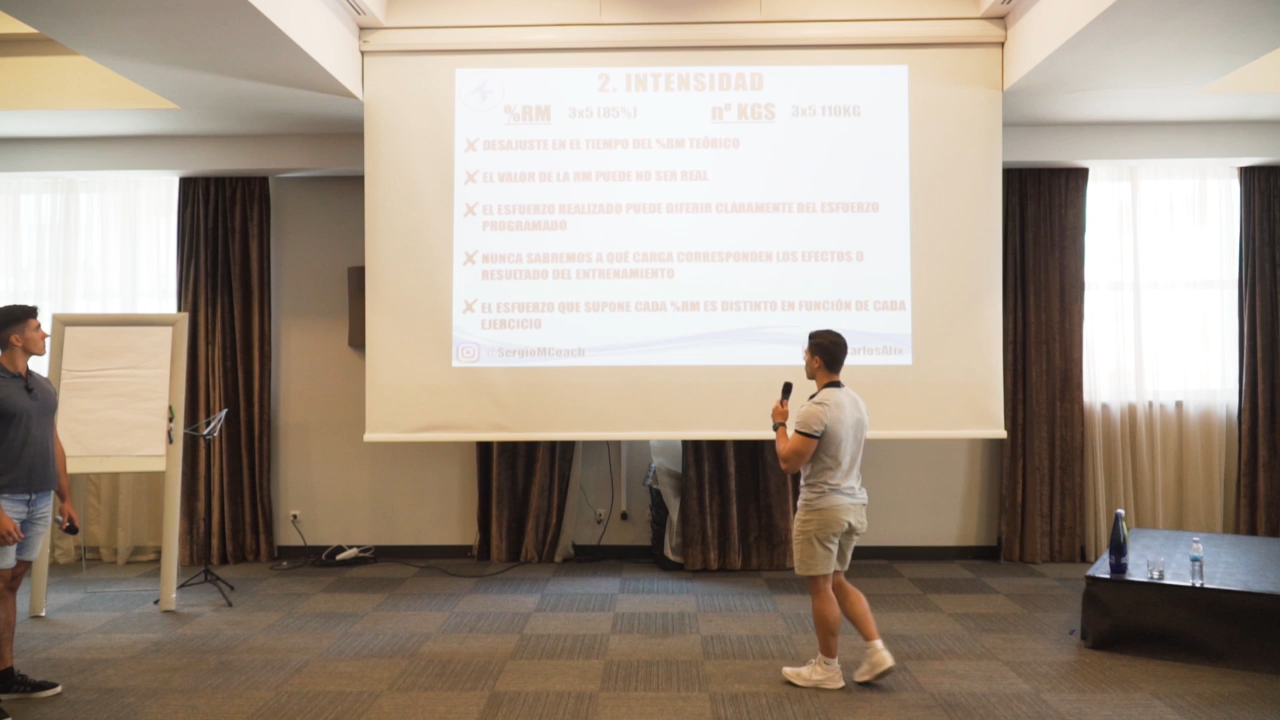 2. INTENSIDAD
%RM 3x5 (85%) nº KGS 3x5 110KG
DESAJUSTE EN EL TIEMPO DEL %RM TEÓRICO
EL VALOR DE LA RM PUEDE NO SER REAL
EL ESFUERZO REALIZADO PUEDE DIFERIR CLARAMENTE DEL ESFUERZO
PROGRAMADO
NUNCA SABREMOS A QUÉ CARGA CORRESPONDEN LOS EFECTOS O
RESULTADO DEL ENTRENAMIENTO
EL ESFUERZO QUE SUPONE CADA %RM ES DISTINTO EN FUNCIÓN DE CADA
EJERCICIO
@SergioMCoach arlosAlix